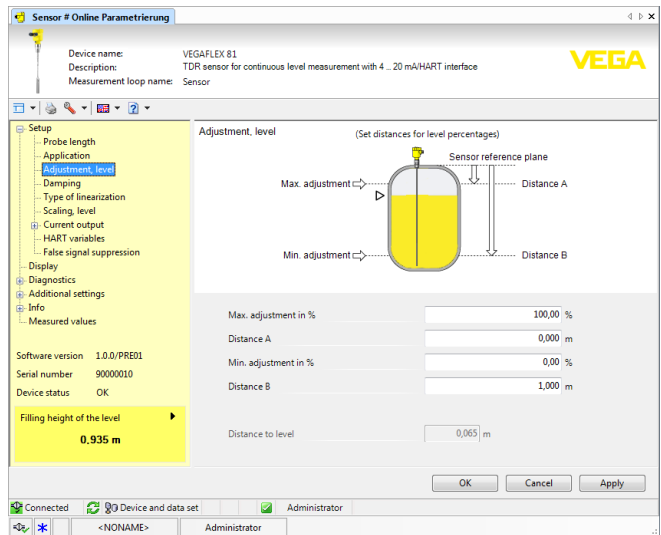 Sensor # Online Parametrierung
Device name: VEGAFLEX 81
Description: TDR sensor for continuous level measurement with 4 .. 20 mA/HART interface
Measurement loop name: Sensor
VEGA
Setup
Probe length
Application
Adjustment, level
Damping
Type of linearization
Scaling, level
Current output
HART variables
False signal suppression
Display
Diagnostics
Additional settings
Info
Measured values
Software version 1.0.0/PRE01
Serial number 90000010
Device status OK
Filling height of the level
0.935 m
Adjustment, level
(Set distances for level percentages)
Sensor reference plane
Max. adjustment
Distance A
Min. adjustment
Distance B
Max. adjustment in % 100,00 %
Distance A 0,000 m
Min. adjustment in % 0,00 %
Distance B 1,000 m
Distance to level 0,065 m
OK Cancel Apply
Connected Device and data set Administrator
<NONAME> Administrator